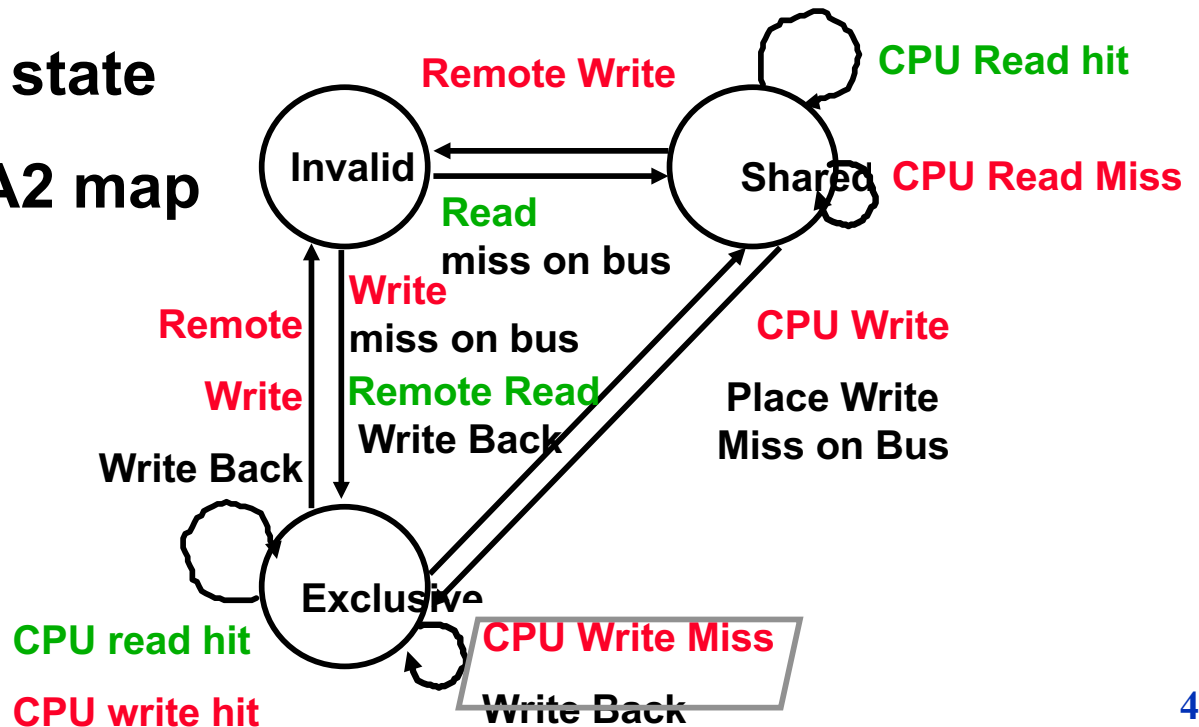 state
A2 map
Remote Write
CPU Read hit
Invalid
Shared
CPU Read Miss
Read
miss on bus
Write
miss on bus
Remote
Write
Write Back
Remote Read
Write Back
CPU Write
Place Write
Miss on Bus
Exclusive
CPU read hit
CPU write hit
CPU Write Miss
Write Back
4